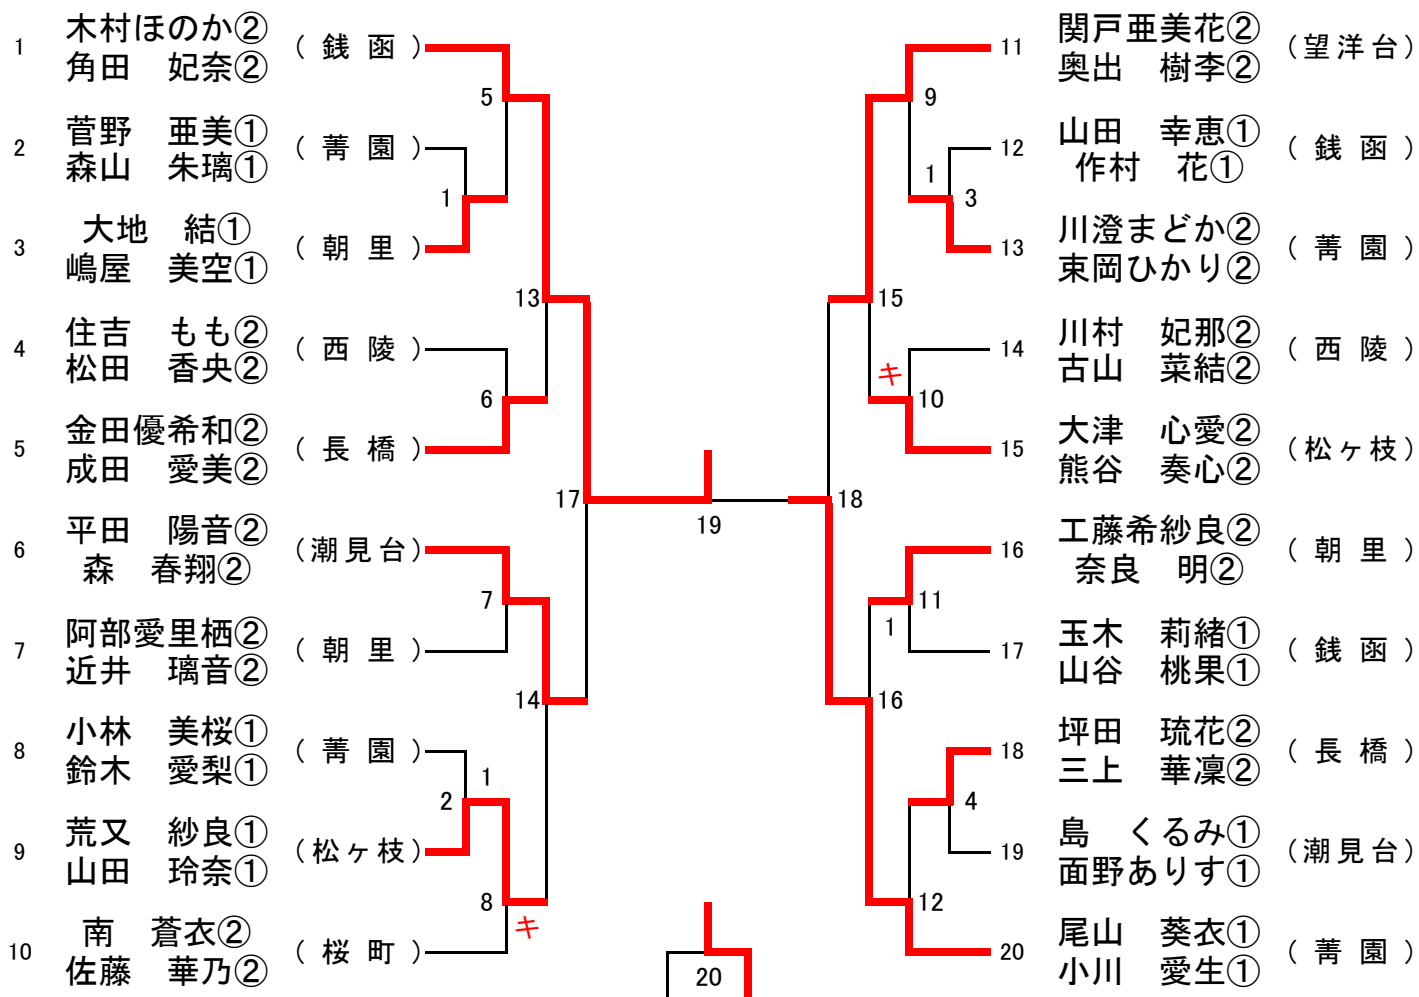 木村ほのか②
1 (銭函)
角田 妃奈②
5
菅野 亜美①
2 (菁園)
森山 朱璃①
1
大地 結①
3 (朝里)
嶋屋 美空①
13
住吉 もも②
4 (西陵)
松田 香央②
6
金田優希和②
5 (長橋)
成田 愛美②
17
平田 陽音②
6 (潮見台)
森 春翔②
7
阿部愛里栖②
7 (朝里)
近井 璃音②
14
小林 美桜①
8 (菁園)
鈴木 愛梨①
1
2
荒又 紗良①
9 (松ヶ枝)
山田 玲奈①
8
キ
南 蒼衣②
10 (桜町)
佐藤 華乃②
19
20
関戸亜美花②
11 (望洋台)
奥出 樹李②
9
山田 幸恵①
12 (銭函)
作村 花①
1
3
川澄まどか②
13 (菁園)
束岡ひかり②
15
川村 妃那②
14 (西陵)
古山 菜結②
キ
10
大津 心愛②
15 (松ヶ枝)
熊谷 奏心②
18
工藤希紗良②
16 (朝里)
奈良 明②
11
1
玉木 莉緒①
17 (銭函)
山谷 桃果①
16
坪田 琉花②
18 (長橋)
三上 華凜②
4
島 くるみ①
19 (潮見台)
面野ありす①
12
尾山 葵衣①
20 (菁園)
小川 愛生①